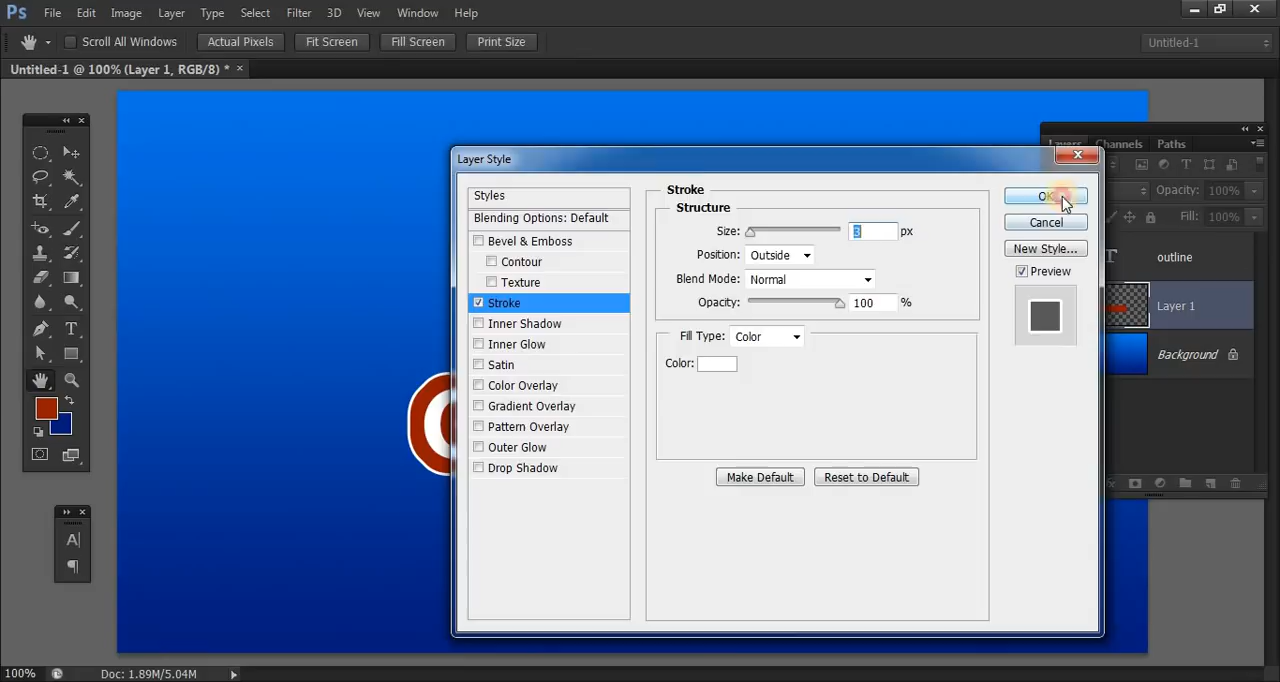 Ps File Edit Image Layer Type Select Filter 3D View Window Help
Scroll All Windows Actual Pixels Fit Screen Fill Screen Print Size Untitled-1
Untitled-1 @ 100% (Layer 1, RGB/8) * ×
Layer Style
Layers Channels Paths
Styles
Blending Options: Default
Bevel & Emboss
Contour
Texture
Stroke
Inner Shadow
Inner Glow
Satin
Color Overlay
Gradient Overlay
Pattern Overlay
Outer Glow
Drop Shadow
Stroke
Structure
Size: 3 px
Position: Outside
Blend Mode: Normal
Opacity: 100 %
Fill Type: Color
Color:
Make Default Reset to Default
OK
Cancel
New Style...
Preview
Opacity: 100%
Fill: 100%
T outline
Layer 1
Background
T
A|
100% Doc: 1.89M/5.04M